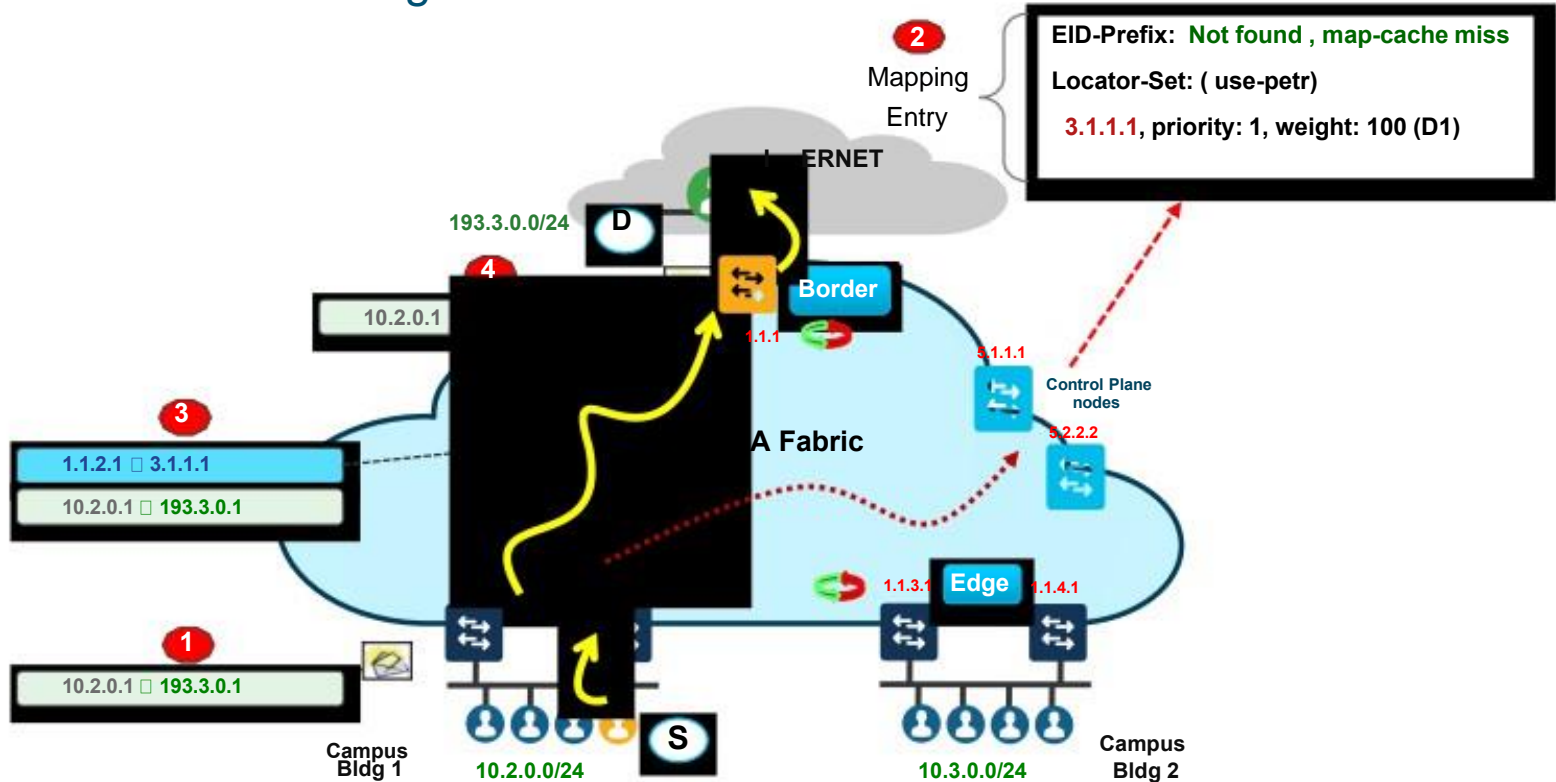 2
Mapping
Entry
EID-Prefix: Not found , map-cache miss
Locator-Set: ( use-petr)
3.1.1.1, priority: 1, weight: 100 (D1)
ERNET
193.3.0.0/24
D
4
10.2.0.1
Border
1.1.1
5.1.1.1
Control Plane
nodes
5.2.2.2
3
1.1.2.1 □ 3.1.1.1
10.2.0.1 □ 193.3.0.1
A Fabric
1.1.3.1
Edge
1.1.4.1
1
10.2.0.1 □ 193.3.0.1
S
Campus
Bldg 1
10.2.0.0/24
10.3.0.0/24
Campus
Bldg 2